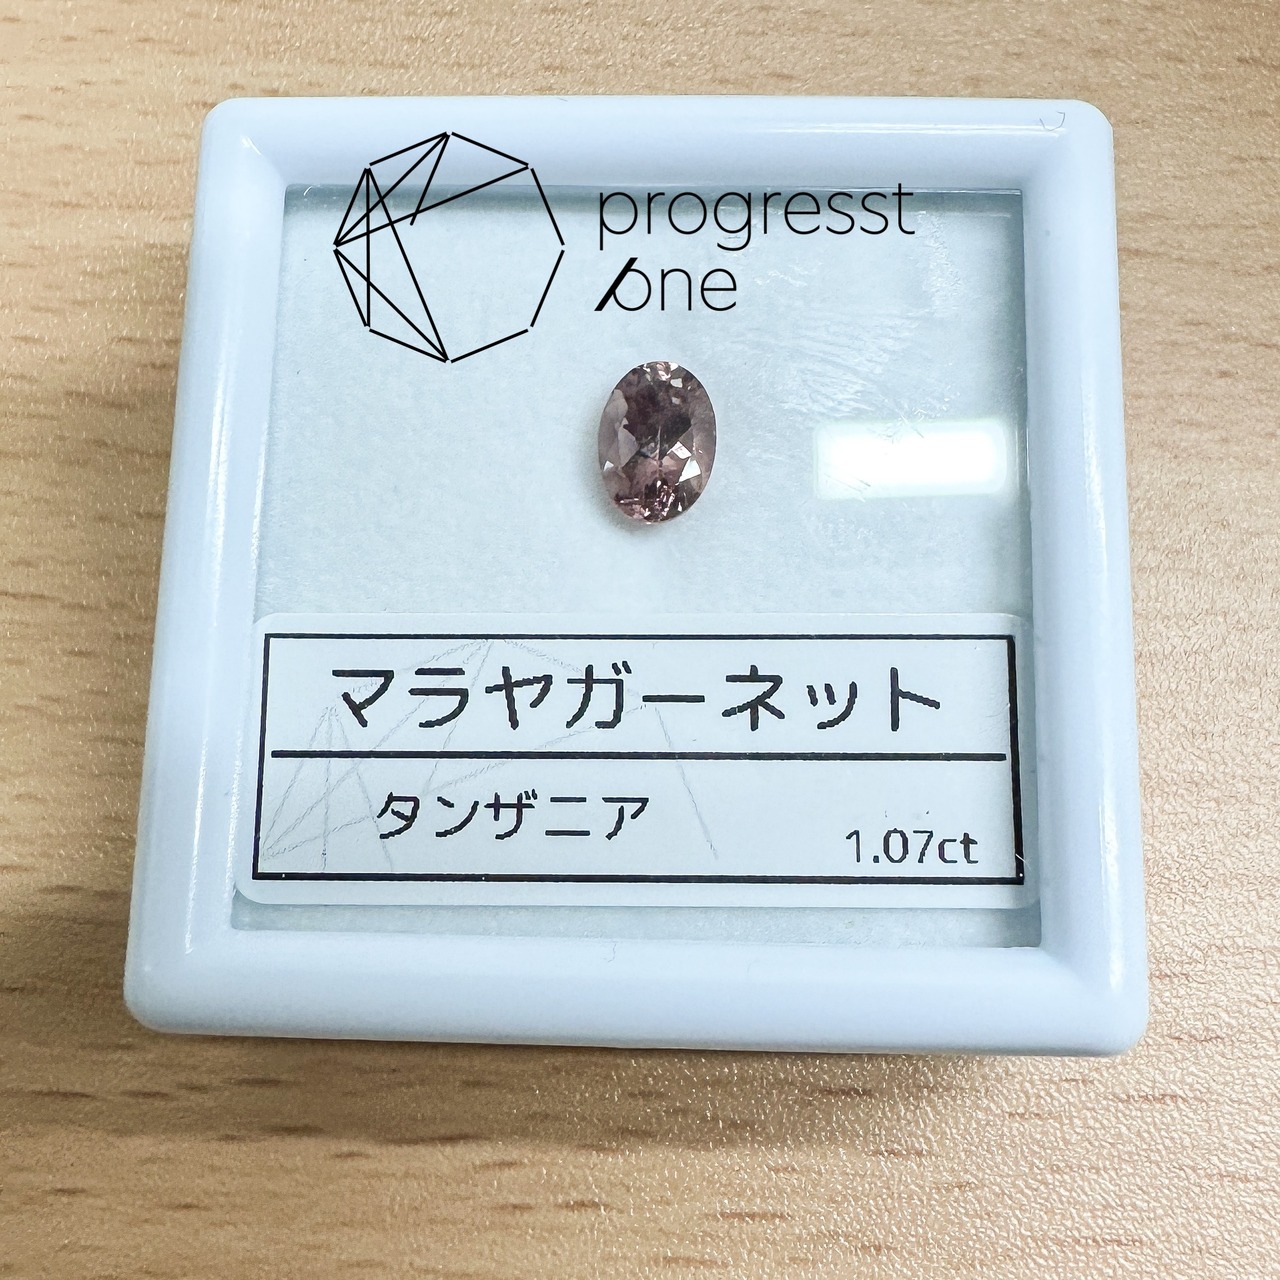 progresst
one
マラヤガーネット
タンザニア
1.07ct